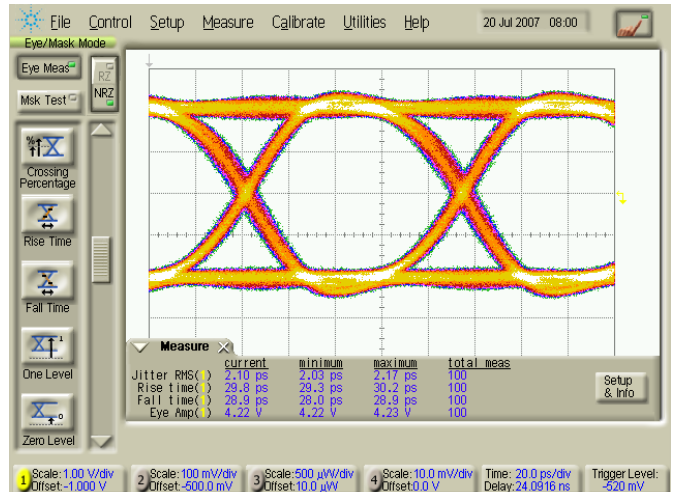 File Control Setup Measure Calibrate Utilities Help 20 Jul 2007 08:00
Eye/Mask Mode
Eye Meas
RZ
Msk Test
NRZ
%
Crossing
Percentage
Rise Time
Fall Time
1
One Level
0
Zero Level
Measure
current minimum maximum total meas
Jitter RMS(1) 2.10 ps 2.03 ps 2.17 ps 100
Rise time(1) 29.8 ps 29.3 ps 30.2 ps 100
Fall time(1) 28.9 ps 28.0 ps 28.9 ps 100
Eye Amp(1) 4.22 V 4.22 V 4.23 V 100
Setup
& Info
1 Scale:1.00 V/div
Offset:-1.000 V
2 Scale:100 mV/div
Offset:-500.0 mV
3 Scale:500 µW/div
Offset:10.0 µW
4 Scale:10.0 mV/div
Offset:0.0 V
Time: 20.0 ps/div
Delay:24.0916 ns
Trigger Level:
-520 mV